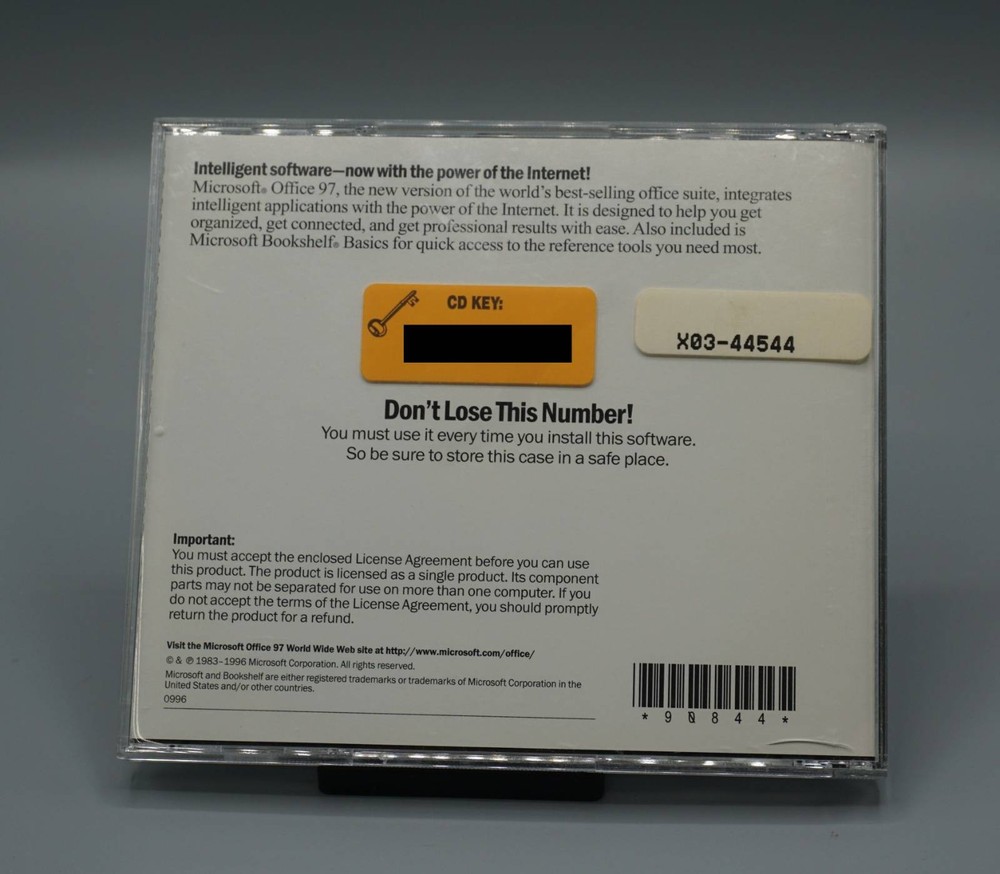 Intelligent software—now with the power of the Internet!
Microsoft® Office 97, the new version of the world's best-selling office suite, integrates
intelligent applications with the power of the Internet. It is designed to help you get
organized, get connected, and get professional results with ease. Also included is
Microsoft Bookshelf® Basics for quick access to the reference tools you need most.
CD KEY:
X03-44544
Don't Lose This Number!
You must use it every time you install this software.
So be sure to store this case in a safe place.
Important:
You must accept the enclosed License Agreement before you can use
this product. The product is licensed as a single product. Its component
parts may not be separated for use on more than one computer. If you
do not accept the terms of the License Agreement, you should promptly
return the product for a refund.
Visit the Microsoft Office 97 World Wide Web site at http://www.microsoft.com/office/
© & ℗ 1983–1996 Microsoft Corporation. All rights reserved.
Microsoft and Bookshelf are either registered trademarks or trademarks of Microsoft Corporation in the
United States and/or other countries.
0996
*90844*